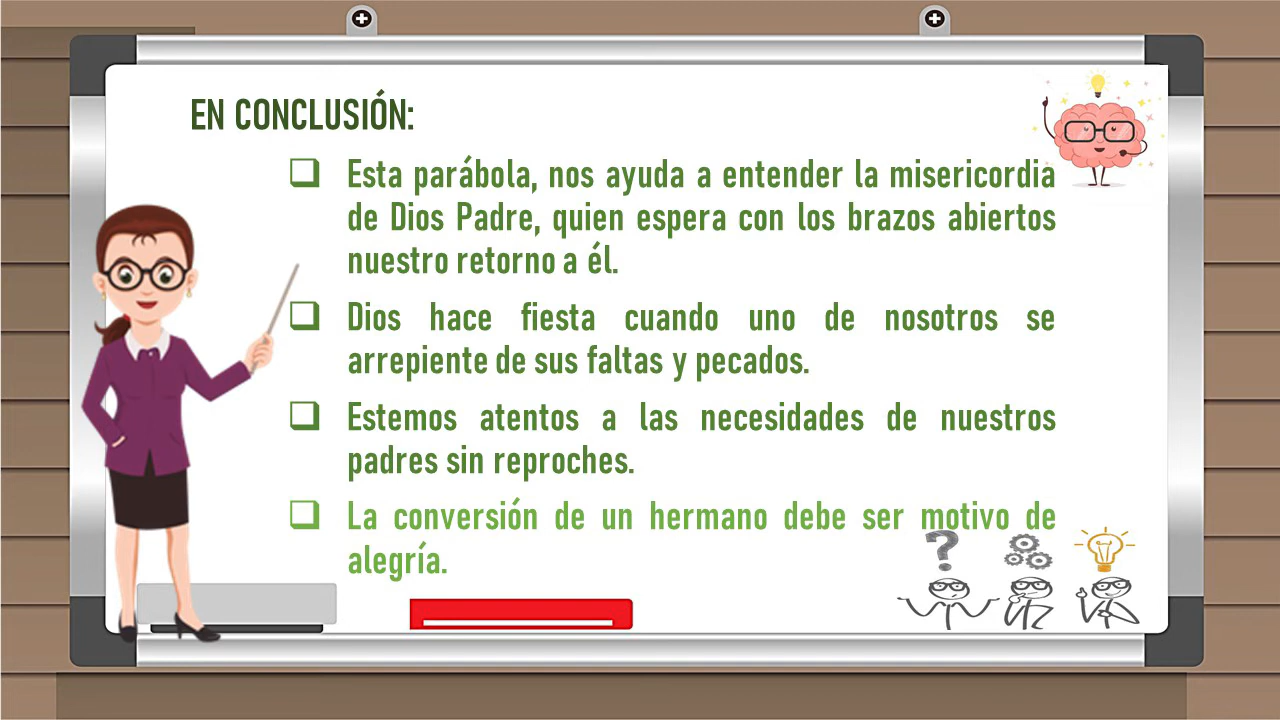 EN CONCLUSIÓN:
Esta parábola, nos ayuda a entender la misericordia
de Dios Padre, quien espera con los brazos abiertos
nuestro retorno a él.
Dios hace fiesta cuando uno de nosotros se
arrepiente de sus faltas y pecados.
Estemos atentos a las necesidades de nuestros
padres sin reproches.
La conversión de un hermano debe ser motivo de
alegría.
?